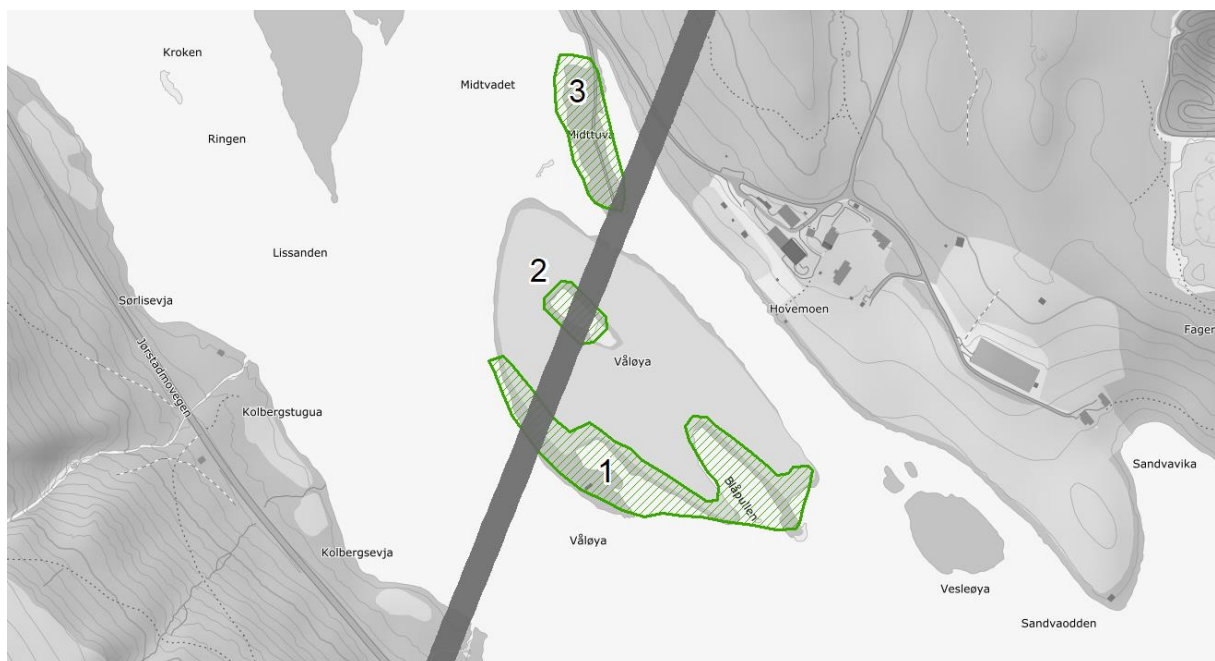 Kroken
Midtvadet
3
Midttuva
Ringen
Lissanden
2
Sørlisevja
Hovemoen
Fager
Jørstadmovegen
Våløya
Kolbergstugua
1
Blåpullen
Sandvavika
Våløya
Kolbergsevja
Vesleøya
Sandvaodden